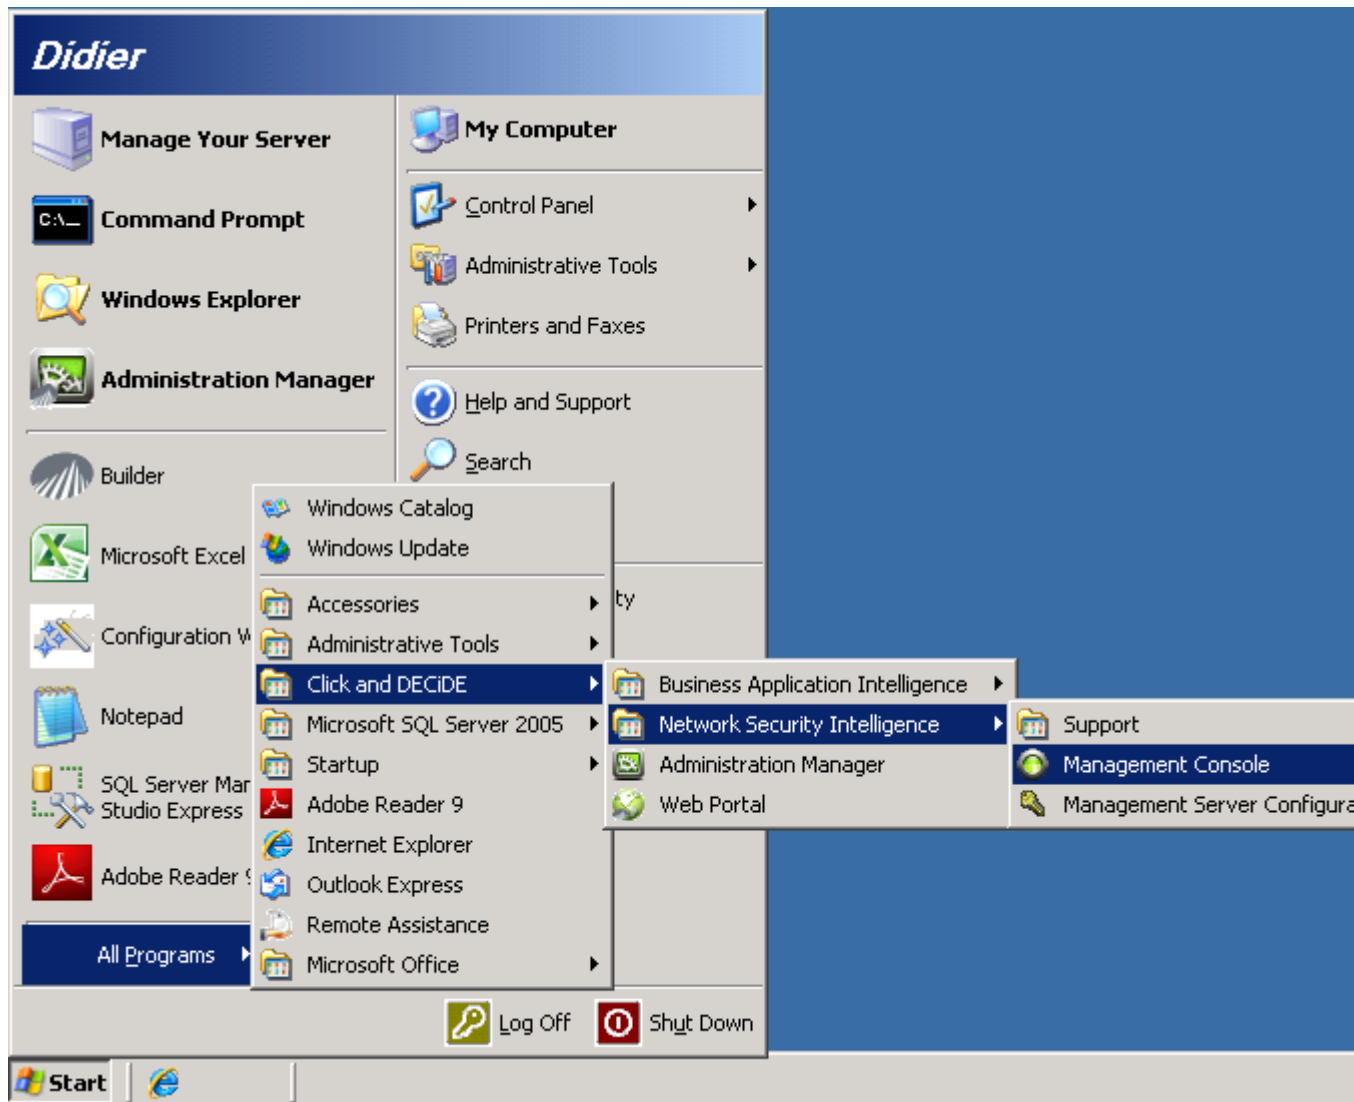 Didier
Manage Your Server
Command Prompt
Windows Explorer
Administration Manager
Builder
Microsoft Excel
Configuration W
Notepad
SQL Server Mar
Studio Express
Adobe Reader 9
All Programs
My Computer
Control Panel
Administrative Tools
Printers and Faxes
Help and Support
Search
ty
Windows Catalog
Windows Update
Accessories
Administrative Tools
Click and DECiDE
Microsoft SQL Server 2005
Startup
Adobe Reader 9
Internet Explorer
Outlook Express
Remote Assistance
Microsoft Office
Business Application Intelligence
Network Security Intelligence
Administration Manager
Web Portal
Support
Management Console
Management Server Configura
Log Off
Shut Down
Start
C:\_